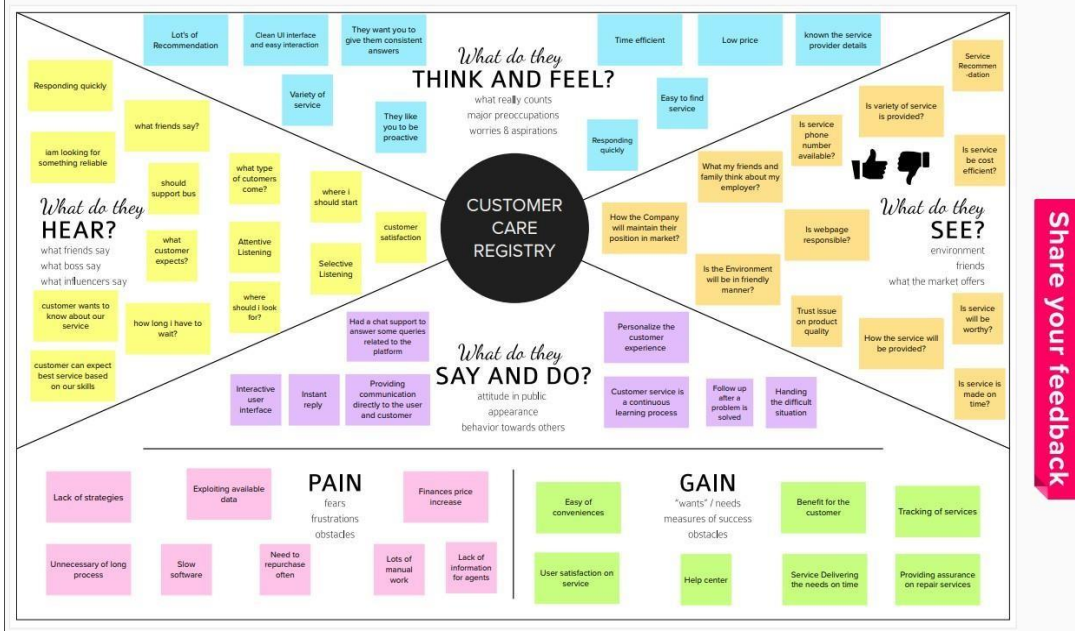 Lot's of
Recommendation
Clean UI interface
and easy interaction
They want you to
give them consistent
answers
Variety of
service
They like
you to be
proactive
What do they
THINK AND FEEL?
what really counts
major preoccupations
worries & aspirations
Time efficient
Low price
known the service
provider details
Easy to find
service
Responding
quickly
Responding quickly
what friends say?
iam looking for
something reliable
should
support bus
what type
of cutomers
come?
where i
should start
What do they
HEAR?
what friends say
what boss say
what influencers say
what
customer
expects?
Attentive
Listening
Selective
Listening
customer
satisfaction
customer wants to
know about our
service
how long i have to
wait?
where
should i look
for?
customer can expect
best service based
on our skills
CUSTOMER
CARE
REGISTRY
Service
Recommen
-dation
Is variety of service
is provided?
Is service
phone
number
available?
Is service
be cost
efficient?
What my friends and
family think about my
employer?
How the Company
will maintain their
position in market?
Is webpage
responsible?
What do they
SEE?
environment
friends
what the market offers
Is the Environment
will be in friendly
manner?
Trust issue
on product
quality
How the service will
be provided?
Is service
will be
worthy?
Is service is
made on
time?
Had a chat support to
answer some queries
related to the
platform
Interactive
user
interface
Instant
reply
Providing
communication
directly to the user
and customer
What do they
SAY AND DO?
attitude in public
appearance
behavior towards others
Personalize the
customer
experience
Customer service is
a continuous
learning process
Follow up
after a
problem is
solved
Handing
the difficult
situation
Lack of strategies
Exploiting available
data
PAIN
fears
frustrations
obstacles
Finances price
increase
Unnecessary of long
process
Slow
software
Need to
repurchase
often
Lots of
manual
work
Lack of
information
for agents
Easy of
conveniences
GAIN
"wants" / needs
measures of success
obstacles
Benefit for the
customer
Tracking of services
User satisfaction on
service
Help center
Service Delivering
the needs on time
Providing assurance
on repair services
Share your feedback